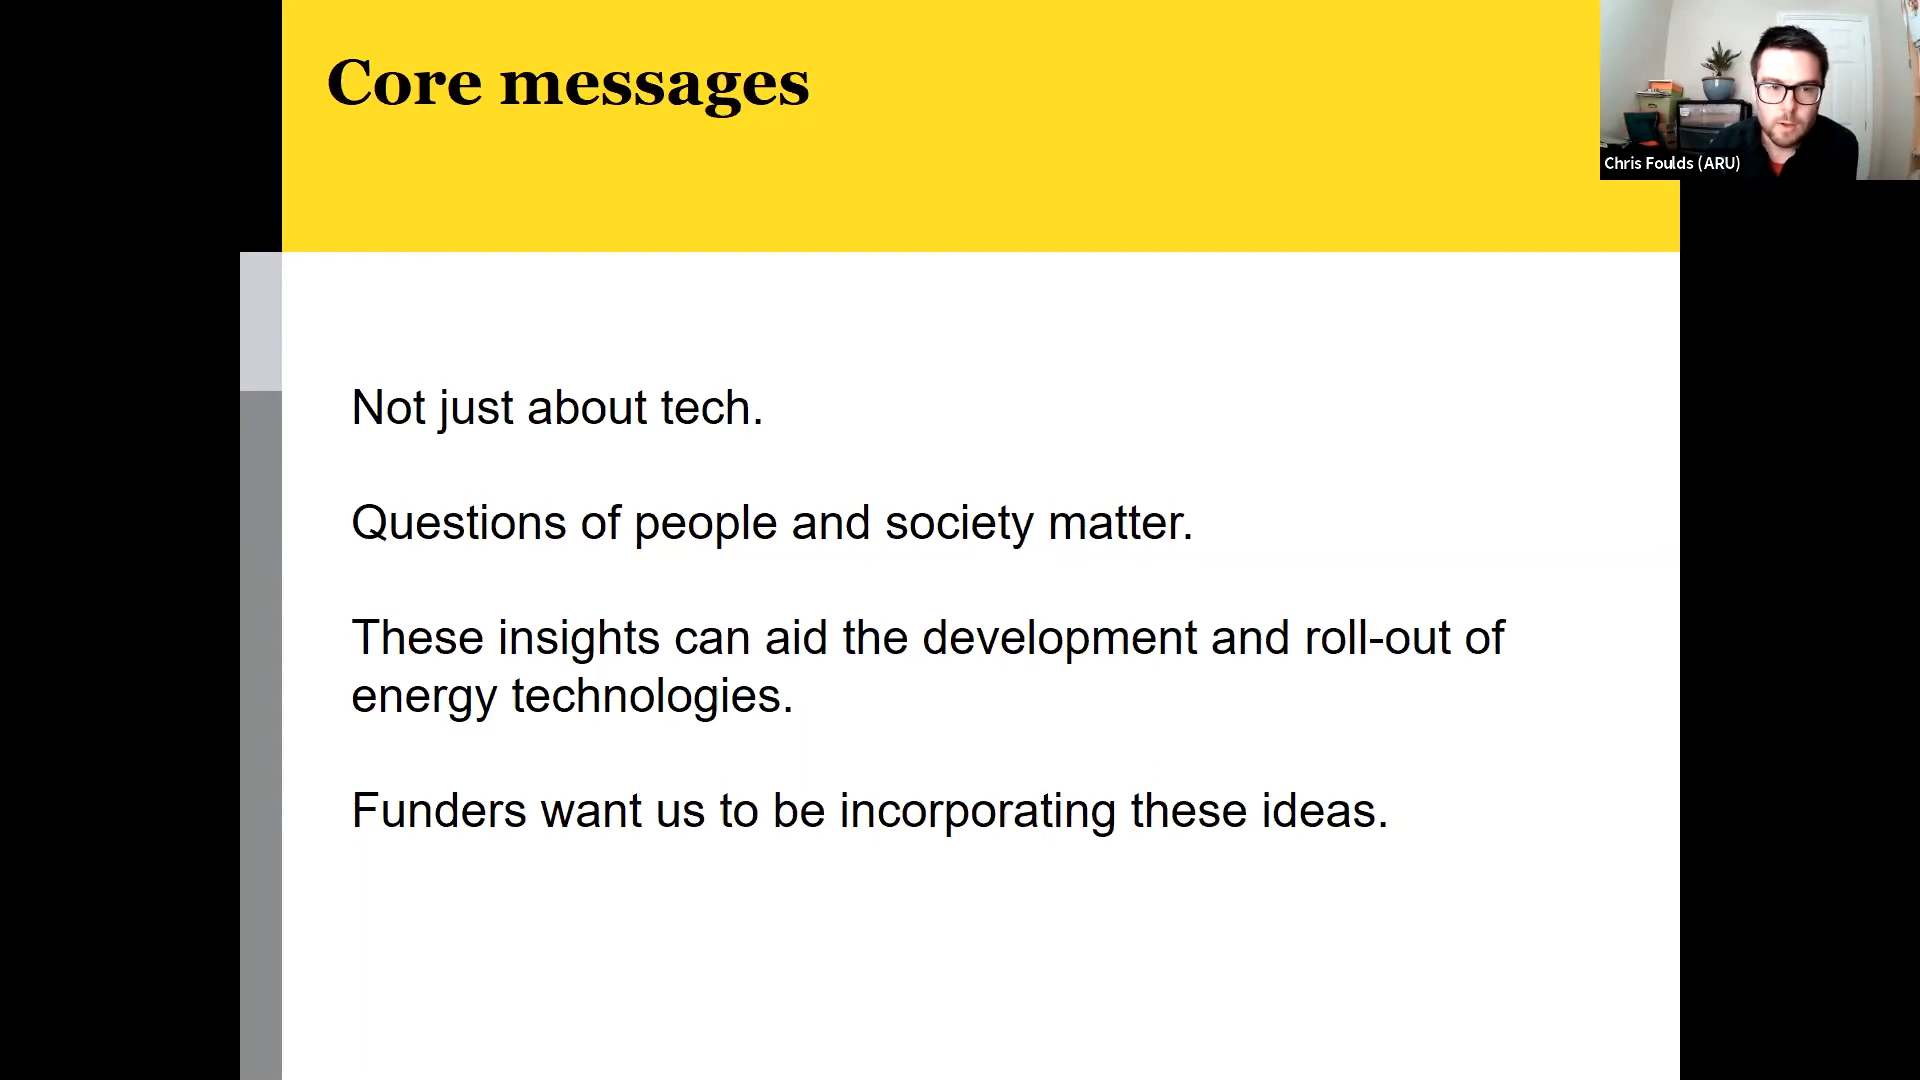 Core messages
Chris Foulds (ARU)
Not just about tech.
Questions of people and society matter.
These insights can aid the development and roll-out of
energy technologies.
Funders want us to be incorporating these ideas.